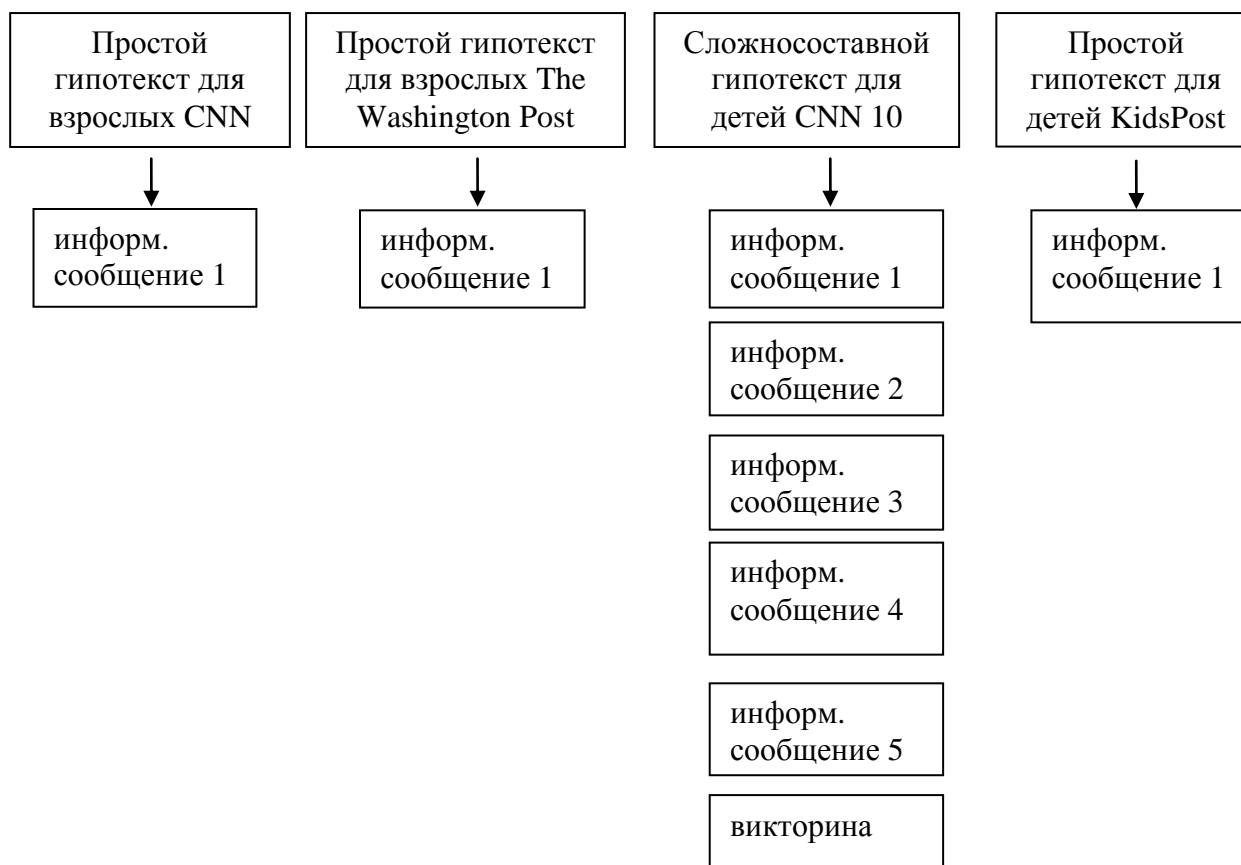 Простой
гипотекст для
взрослых CNN
Простой гипотекст
для взрослых The
Washington Post
Сложносоставной
гипотекст для
детей CNN 10
Простой
гипотекст для
детей KidsPost
информ.
сообщение 1
информ.
сообщение 1
информ.
сообщение 1
информ.
сообщение 1
информ.
сообщение 2
информ.
сообщение 3
информ.
сообщение 4
информ.
сообщение 5
викторина